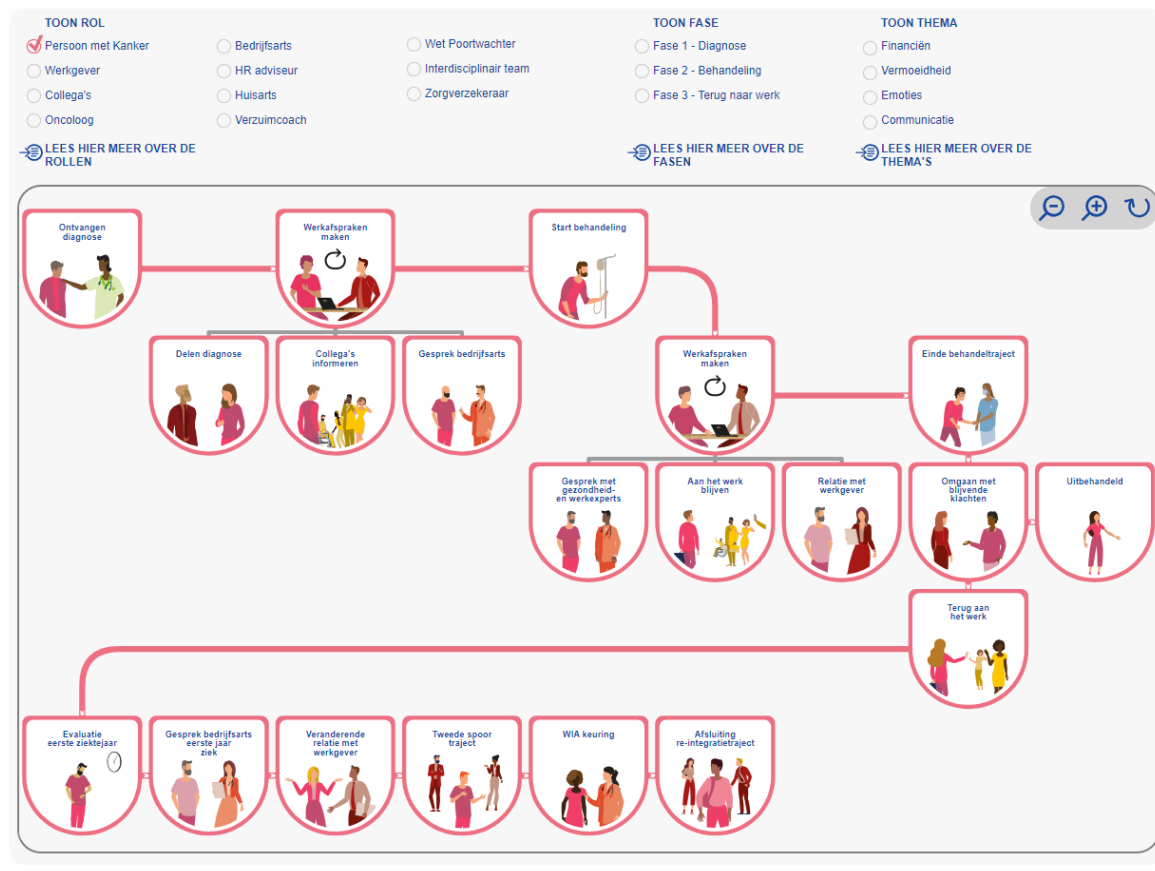 TOON ROL
Persoon met Kanker
Werkgever
Collega's
Oncoloog
Bedrijfsarts
HR adviseur
Huisarts
Verzuimcoach
Wet Poortwachter
Interdisciplinair team
Zorgverzekeraar
LEES HIER MEER OVER DE
ROLLEN
TOON FASE
Fase 1 - Diagnose
Fase 2 - Behandeling
Fase 3 - Terug naar werk
LEES HIER MEER OVER DE
FASEN
TOON THEMA
Financiën
Vermoeidheid
Emoties
Communicatie
LEES HIER MEER OVER DE
THEMA'S
Ontvangen
diagnose
Werkafspraken
maken
Start behandeling
Delen diagnose
Collega's
informeren
Gesprek bedrijfsarts
Werkafspraken
maken
Einde behandeltraject
Gesprek met
gezondheid-
en werkexperts
Aan het werk
blijven
Relatie met
werkgever
Omgaan met
blijvende
klachten
Uitbehandeld
Terug aan
het werk
Evaluatie
eerste ziektejaar
Gesprek bedrijfsarts
eerste jaar
ziek
Veranderende
relatie met
werkgever
Tweede spoor
traject
WIA keuring
Afsluiting
re-integratietraject